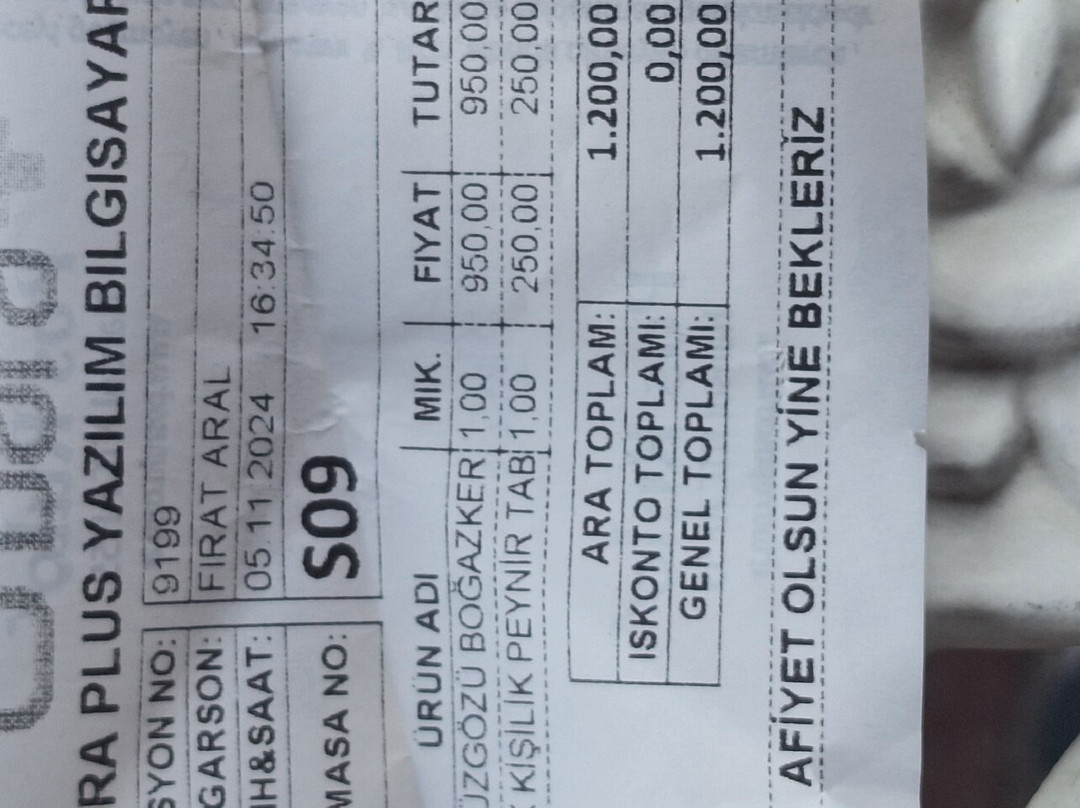 RA PLUS YAZILIM BILGISAYAR
SYON NO: 9199
GARSON: FIRAT ARAL
IH&SAAT: 05.11.2024 16:34:50
MASA NO: S09
ÜRÜN ADI MIK. FIYAT TUTAR
ÜZGÖZÜ BOĞAZKER 1,00 950,00 950,00
KİŞİLİK PEYNİR TAB 1,00 250,00 250,00
ARA TOPLAM: 1.200,00
ISKONTO TOPLAMI: 0,00
GENEL TOPLAMI: 1.200,00
AFİYET OLSUN YİNE BEKLERİZ